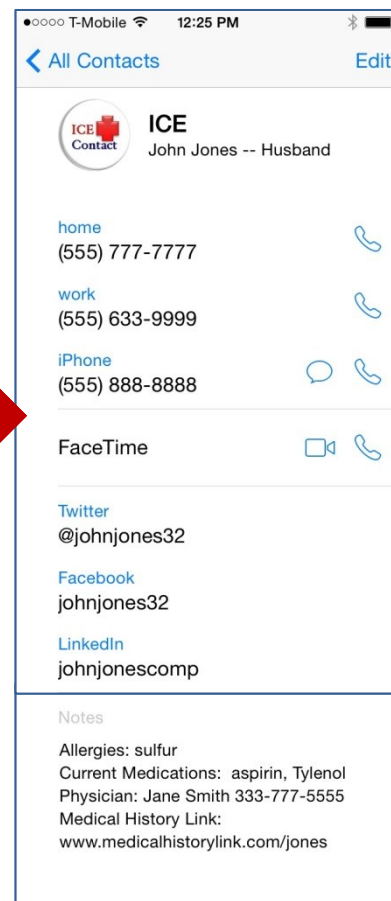 T-Mobile 12:25 PM
All Contacts Edit
ICE
Contact
ICE
John Jones -- Husband
home
(555) 777-7777
work
(555) 633-9999
iPhone
(555) 888-8888
FaceTime
Twitter
@johnjones32
Facebook
johnjones32
LinkedIn
johnjonescomp
Notes
Allergies: sulfur
Current Medications: aspirin, Tylenol
Physician: Jane Smith 333-777-5555
Medical History Link:
www.medicalhistorylink.com/jones